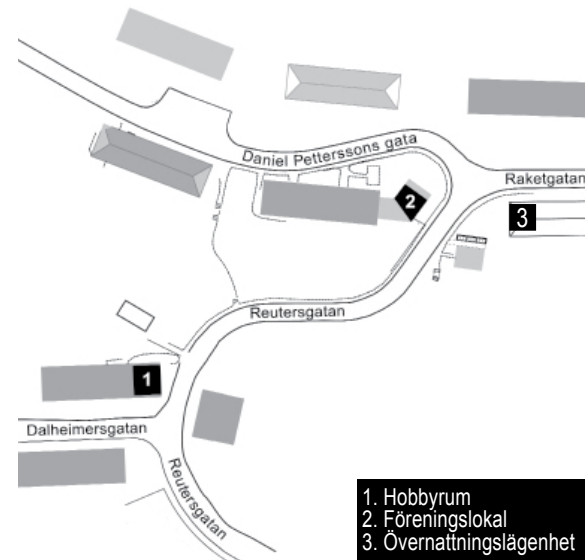 Daniel Petterssons gata
Raketgatan
2
3
Reutersgatan
1
Dalheimersgatan
Reutersgatan
1. Hobbyrum
2. Föreningslokal
3. Övernattningslägenhet